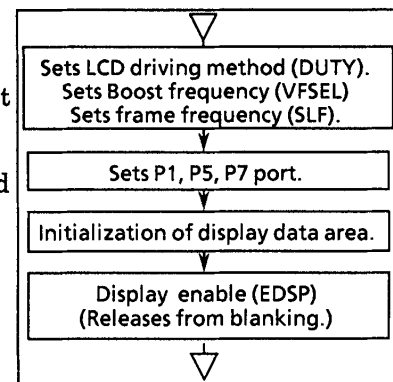 Sets LCD driving method (DUTY).
t
Sets Boost frequency (VFSEL)
Sets frame frequency (SLF).
Sets P1, P5, P7 port.
d
Initialization of display data area.
Display enable (EDSP)
(Releases from blanking.)